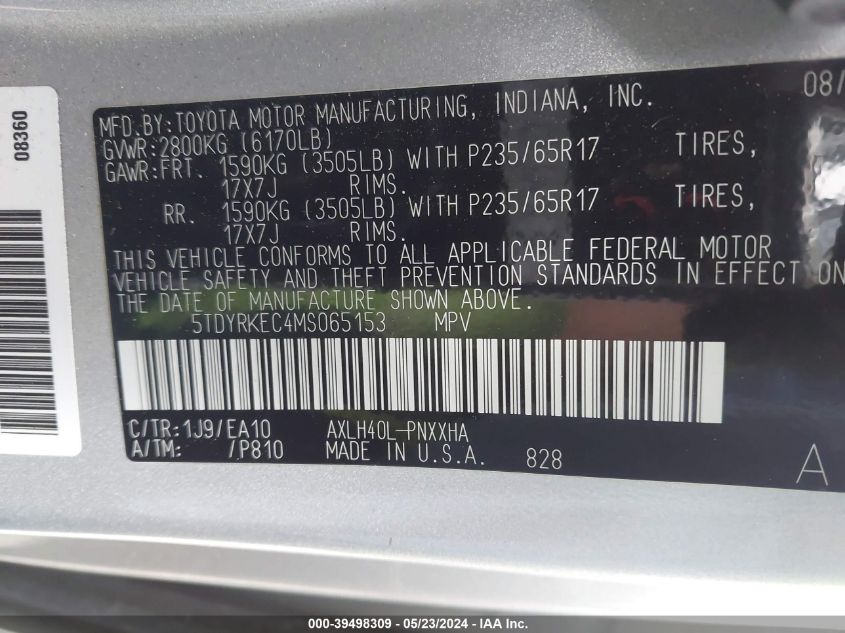 08360
MFD.BY:TOYOTA MOTOR MANUFACTURING, INDIANA, INC. 08/
GVWR:2800KG (6170LB)
GAWR:FRT. 1590KG (3505LB) WITH P235/65R17 TIRES,
17X7J RIMS.
RR. 1590KG (3505LB) WITH P235/65R17 TIRES,
17X7J RIMS.
THIS VEHICLE CONFORMS TO ALL APPLICABLE FEDERAL MOTOR
VEHICLE SAFETY AND THEFT PREVENTION STANDARDS IN EFFECT ON
THE DATE OF MANUFACTURE SHOWN ABOVE.
5TDYRKEC4MS065153 MPV
C/TR:1J9/EA10 AXLH40L-PNXXHA
A/TM: /P810 MADE IN U.S.A. 828 A
000-39498309 - 05/23/2024 - IAA Inc.